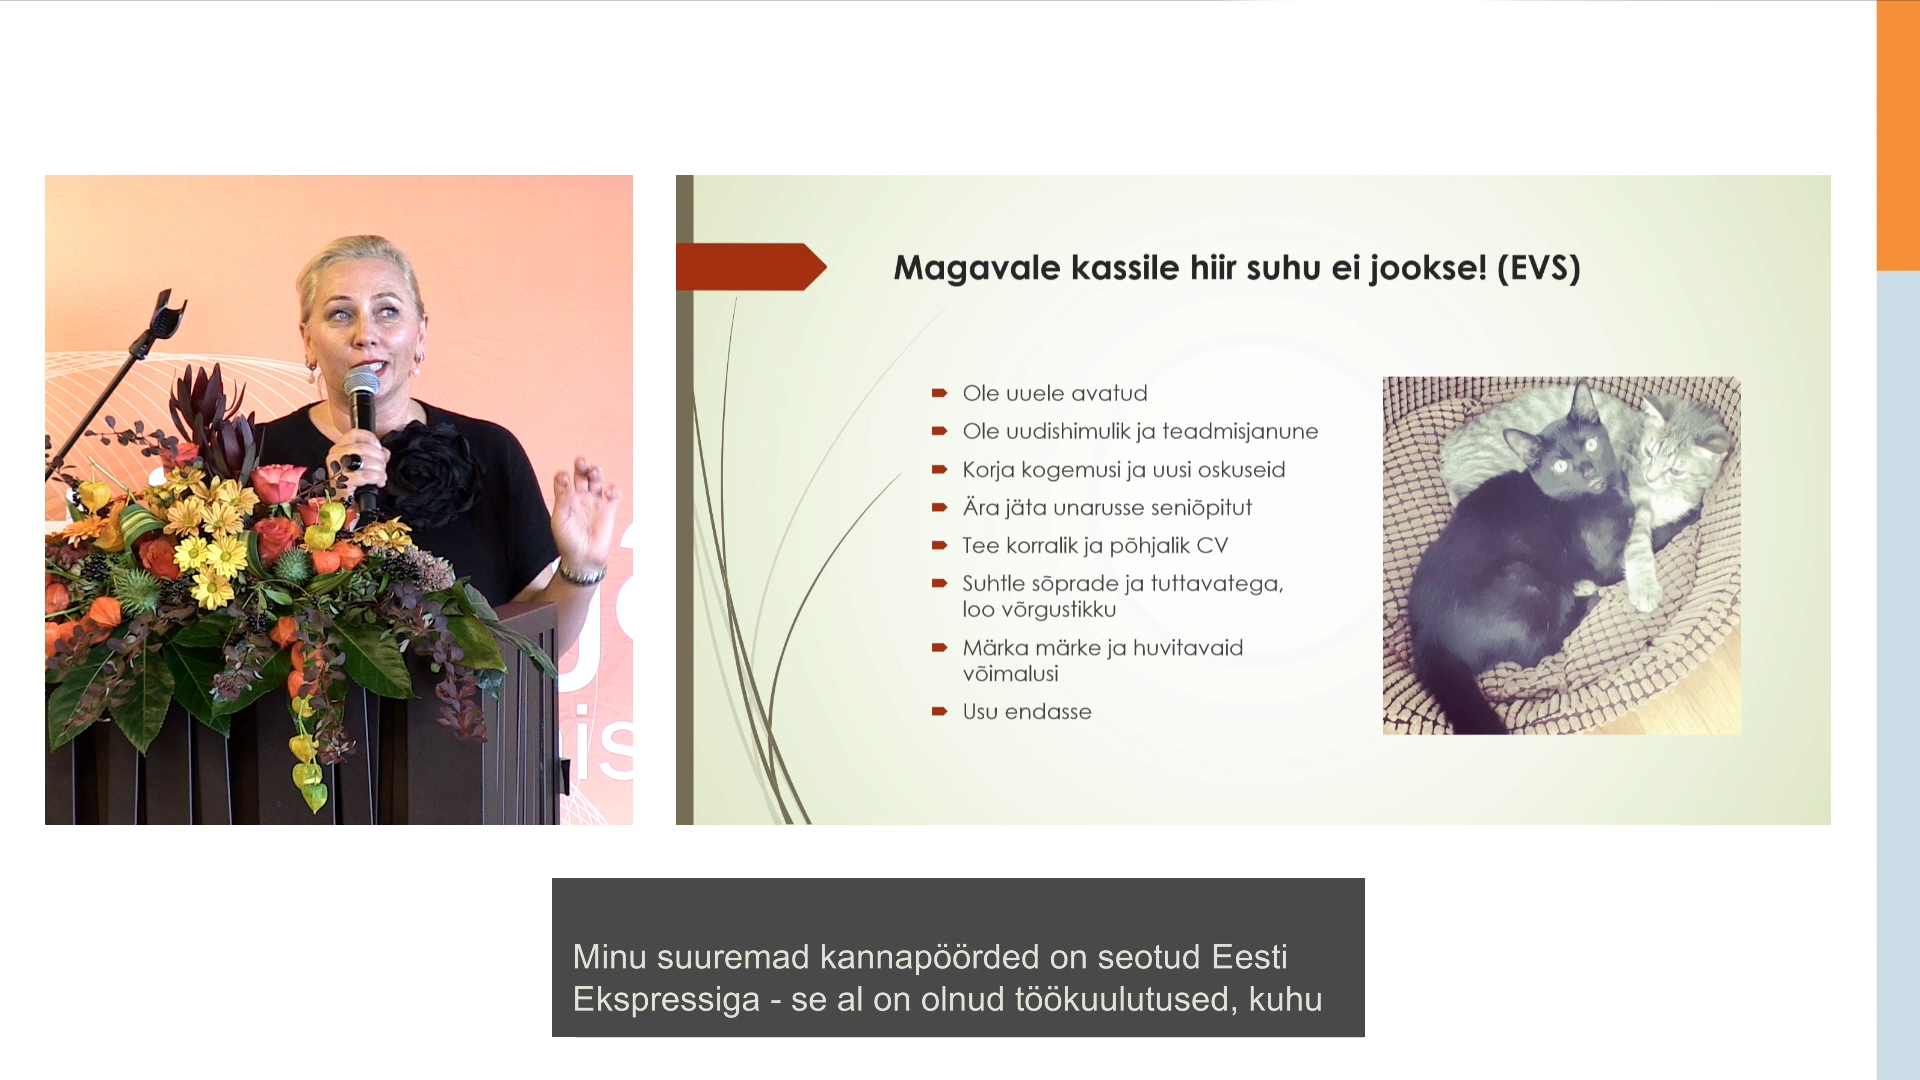 Magavale kassile hiir suhu ei jookse! (EVS)
Ole uuele avatud
Ole uudishimulik ja teadmisjanune
Korja kogemusi ja uusi oskuseid
Ära jäta unarusse seniõpitut
Tee korralik ja põhjalik CV
Suhtle sõprade ja tuttavatega,
loo võrgustikku
Märka märke ja huvitavaid
võimalusi
Usu endasse
Minu suuremad kannapöörded on seotud Eesti
Ekspressiga - se al on olnud töökuulutused, kuhu